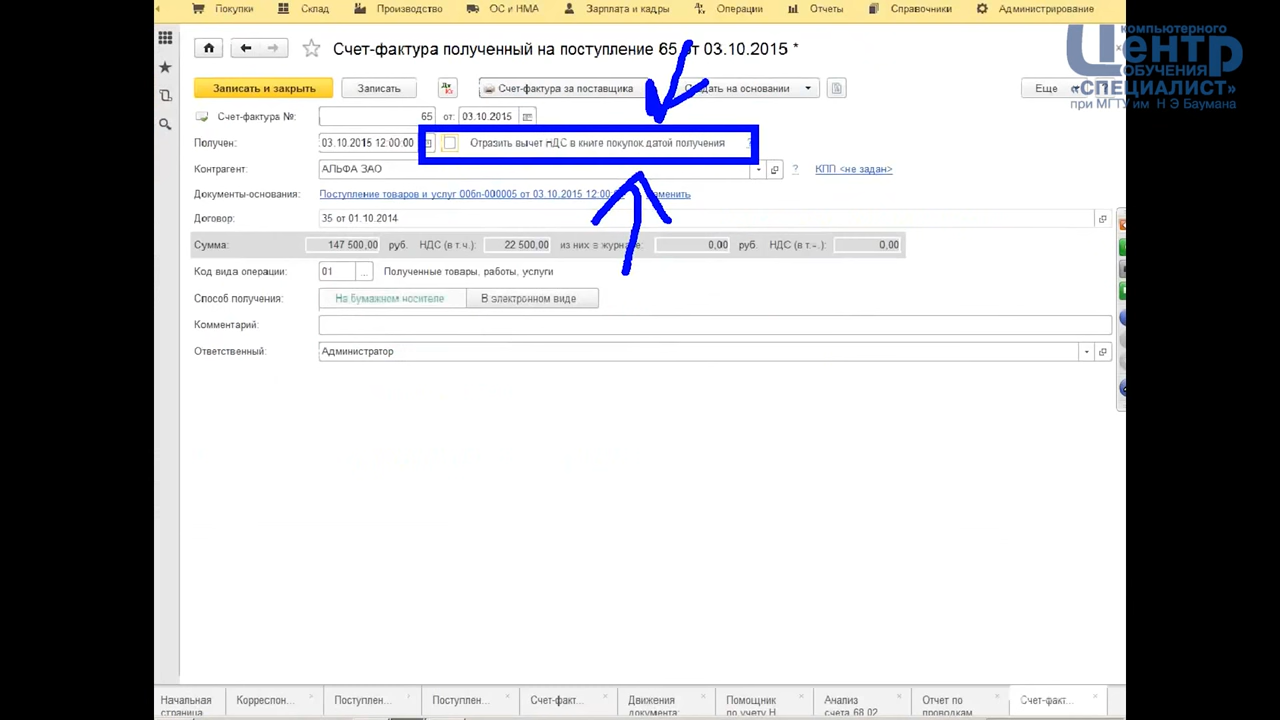 Покупки Склад Производство ОС и НМА Зарплата и кадры Операции Отчеты Справочники Администрирование
Счет-фактура полученный на поступление 65 от 03.10.2015 *
компьютерного
Центр
ОБУЧЕНИЯ
«СПЕЦИАЛИСТ»
при МГТУ им Н Э Баумана
Записать и закрыть Записать Дт Кт Счет-фактура за поставщика на основании Еще
Счет-фактура №: 65 от: 03.10.2015
Получен: 03.10.2015 12:00:00 Отразить вычет НДС в книге покупок датой получения ?
Контрагент: АЛЬФА ЗАО ? КПП <не задан>
Документы-основания: Поступление товаров и услуг 00бп-000005 от 03.10.2015 12:00
Договор: 35 от 01.10.2014
Сумма: 147 500,00 руб. НДС (в т.ч.): 22 500,00 из них в журнале: 0,00 руб. НДС (в т.ч.): 0,00
Код вида операции: 01 ... Полученные товары, работы, услуги
Способ получения: На бумажном носителе В электронном виде
Комментарий:
Ответственный: Администратор
Начальная Корреспон... Поступлен... Поступлен... Счет-факт... Движения Помощник Анализ Отчет по Счет-факт...
страница документа: по учету Н счета 68.02 проводкам